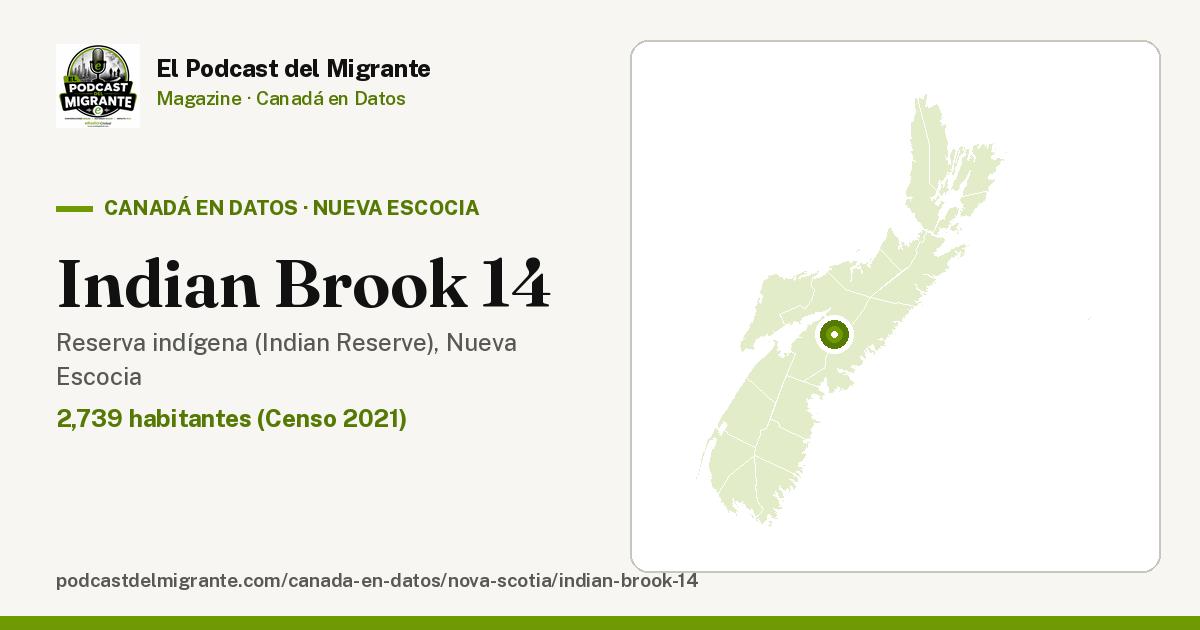 EL
PODCAST
DEL
MIGRANTE
El Podcast del Migrante
Magazine · Canadá en Datos
CANADÁ EN DATOS · NUEVA ESCOCIA
Indian Brook 14
Reserva indígena (Indian Reserve), Nueva
Escocia
2,739 habitantes (Censo 2021)
podcastdelmigrante.com/canada-en-datos/nova-scotia/indian-brook-14